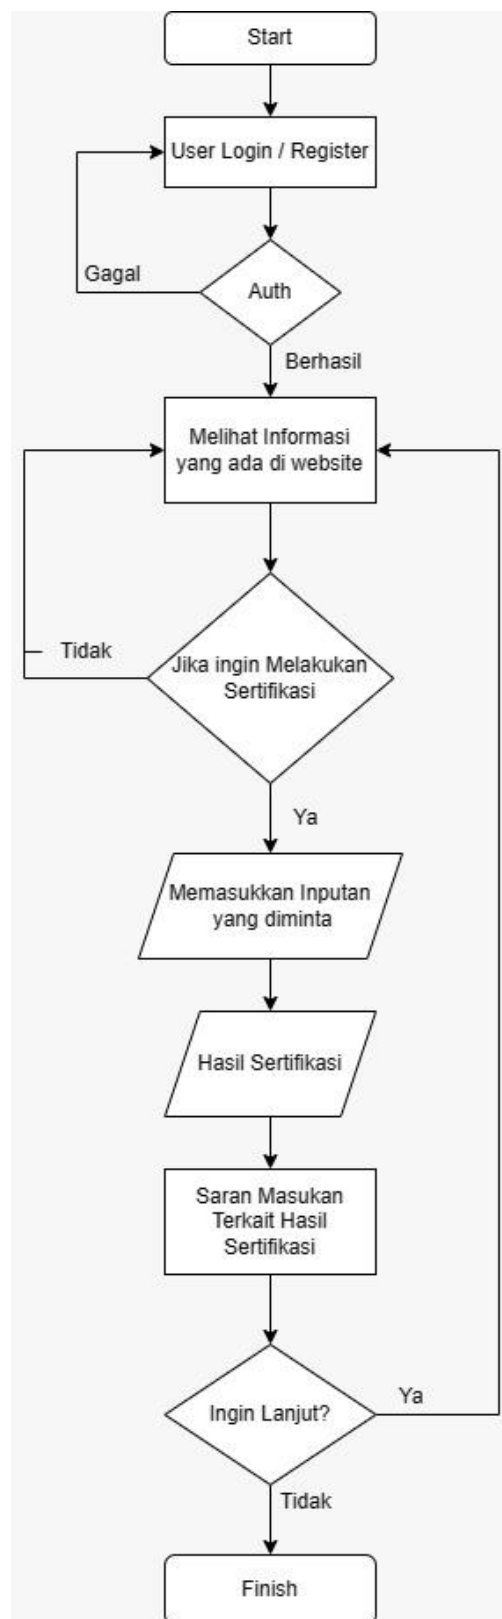 Start
User Login / Register
Gagal
Auth
Berhasil
Melihat Informasi
yang ada di website
Tidak
Jika ingin Melakukan
Sertifikasi
Ya
Memasukkan Inputan
yang diminta
Hasil Sertifikasi
Saran Masukan
Terkait Hasil
Sertifikasi
Ingin Lanjut?
Ya
Tidak
Finish